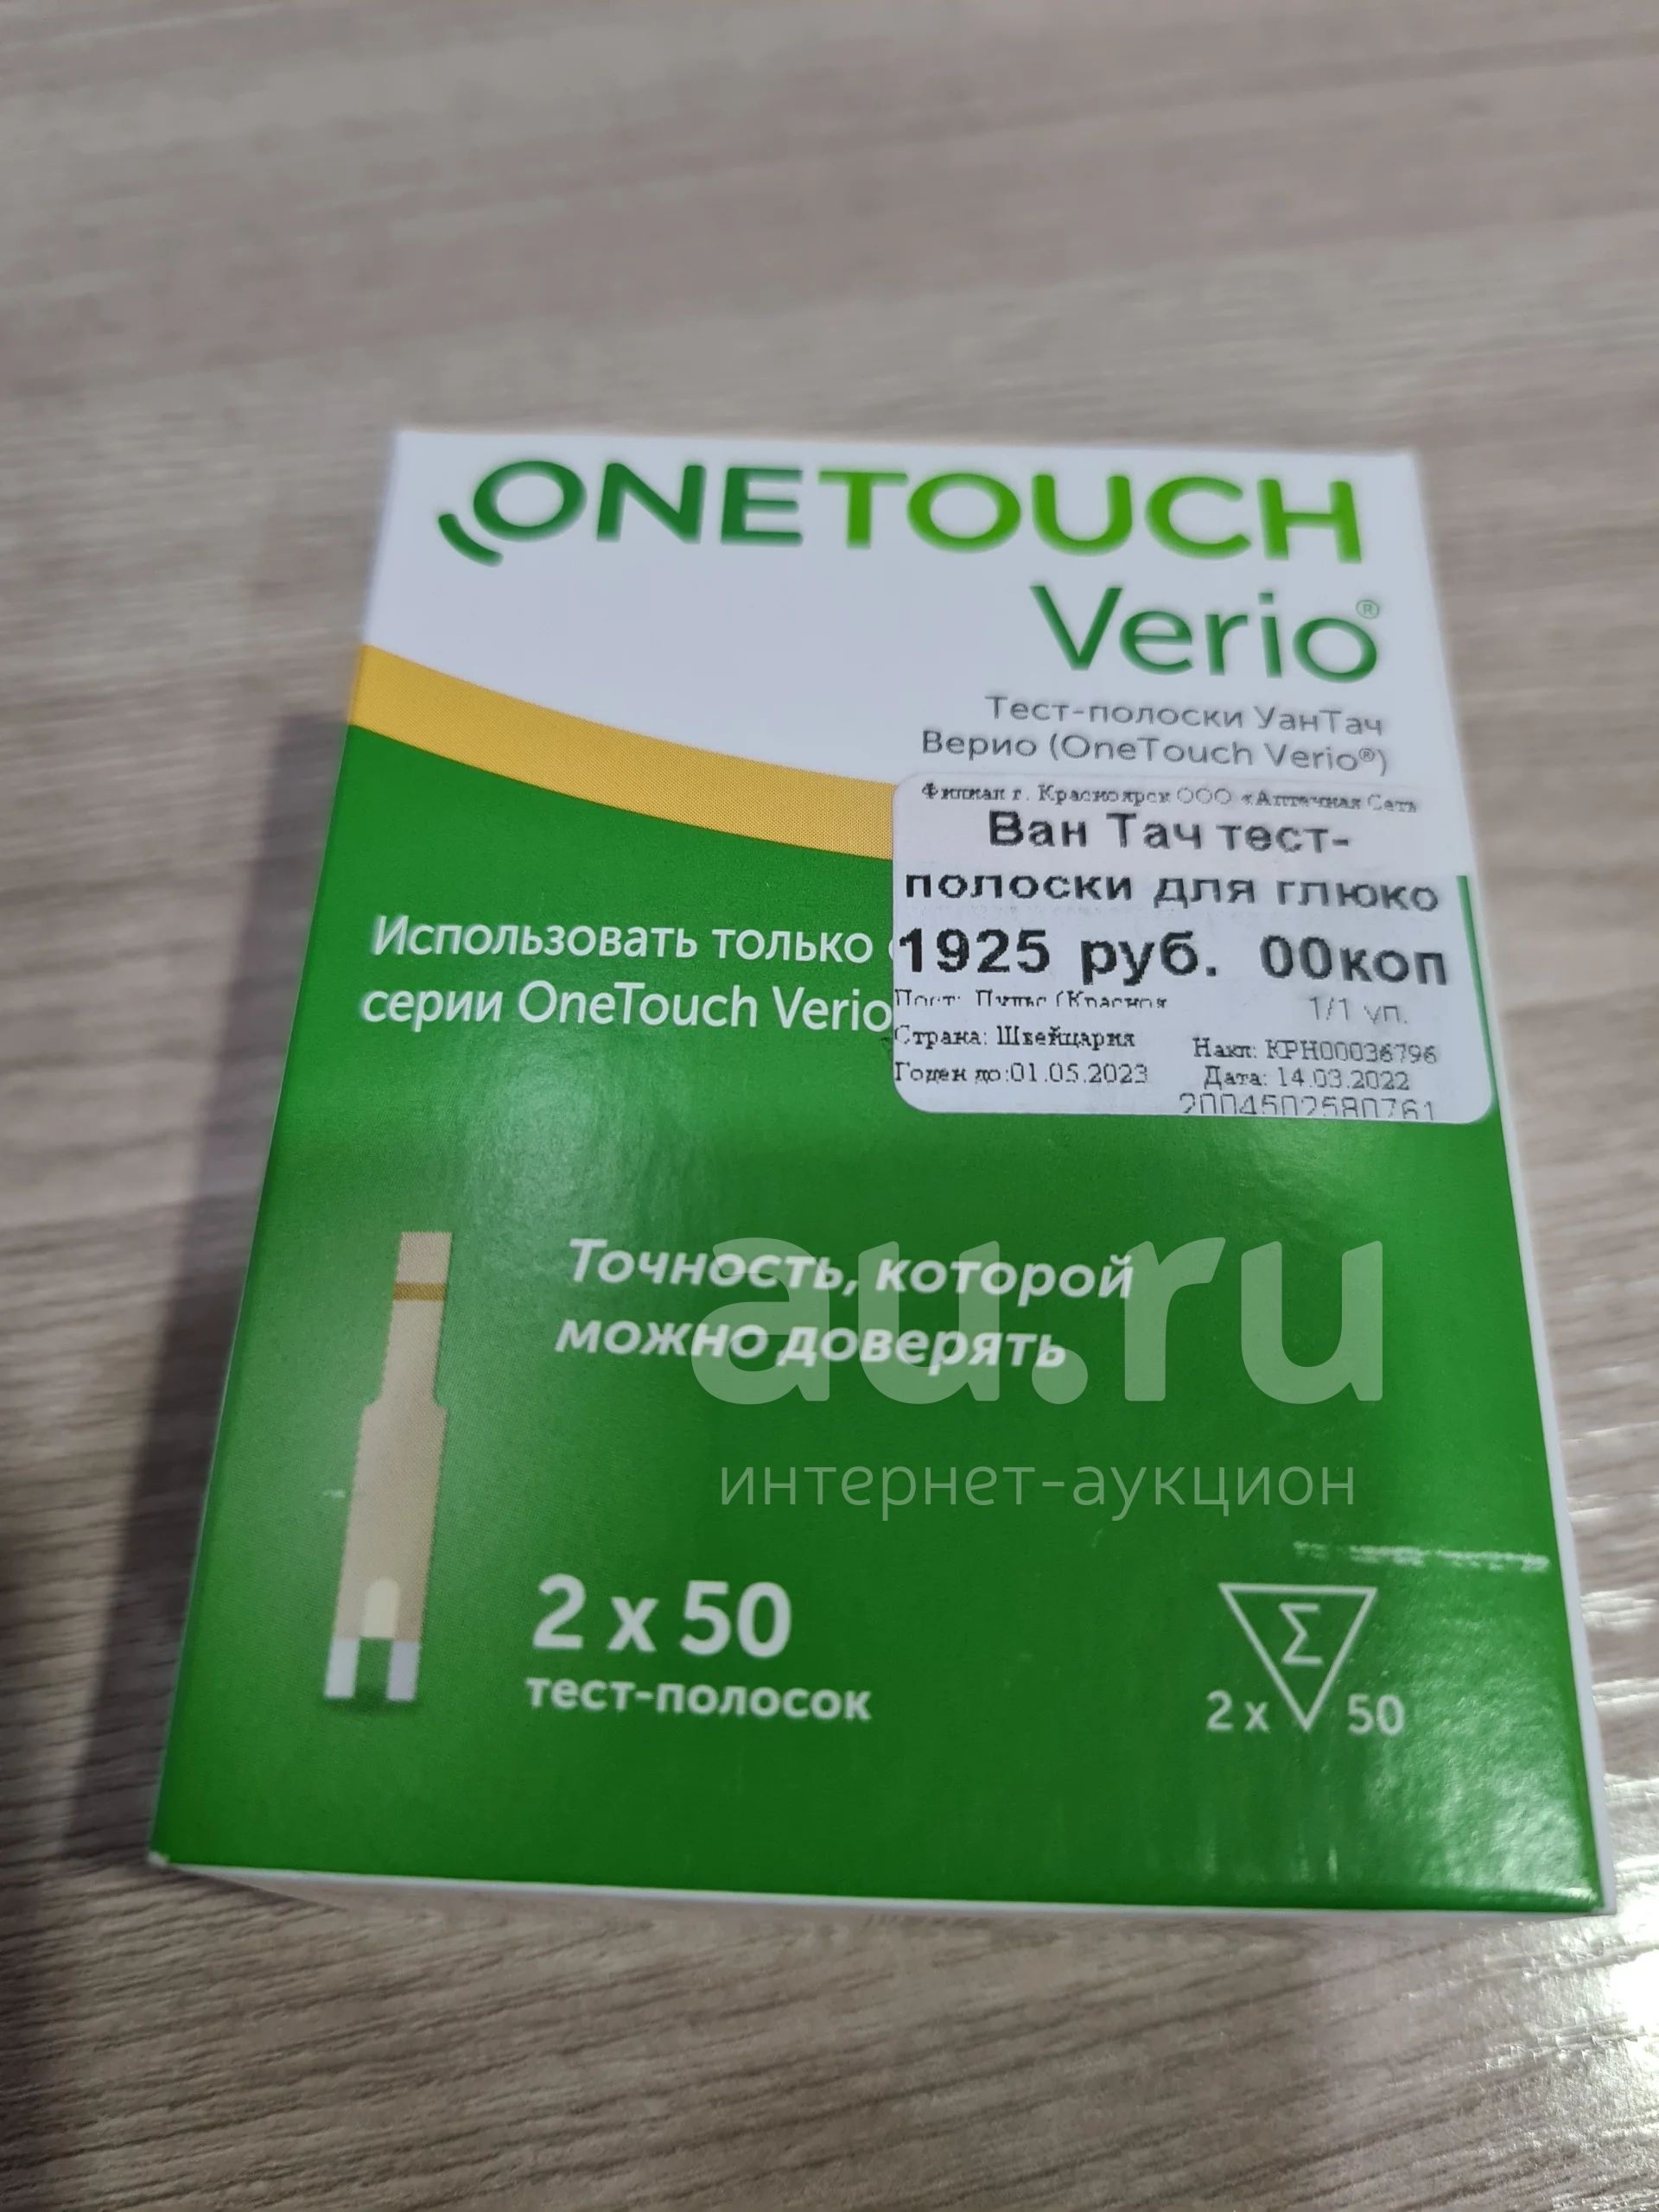 ONETOUCH
Verio®
Тест-полоски УанТач
Верио (OneTouch Verio®)
Филиал г. Красноярск ООО «Аптечная Сеть
Ван Тач тест-
полоски для глюко
1925 руб. 00коп
Использовать только
серии OneTouch Verio
Пост: Пульс (Краснoя
1/1 уп.
Страна: Швейцария
Накл: КРН00036796
Годен до:01.05.2023
Дата: 14.03.2022
2004502580761
Точность, которой
можно доверять
au.ru
интернет-аукцион
2 x 50
тест-полосок
Σ
2 x 50